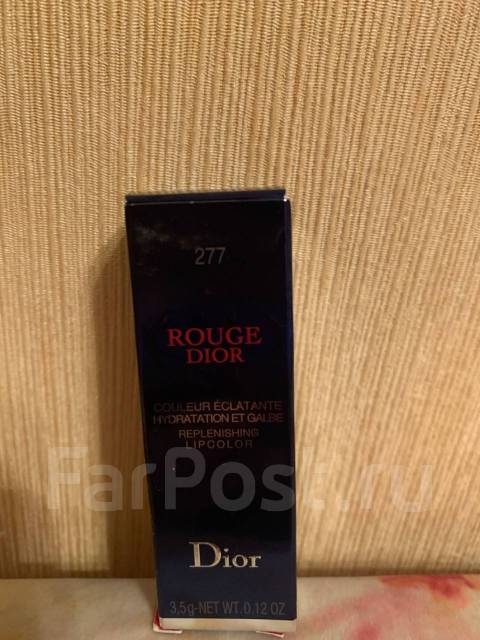 277
ROUGE
DIOR
COULEUR ÉCLATANTE
HYDRATATION ET GALBE
REPLENISHING
LIPCOLOR
FarPost.ru
Dior
3,5g-NET WT. 0.12 OZ